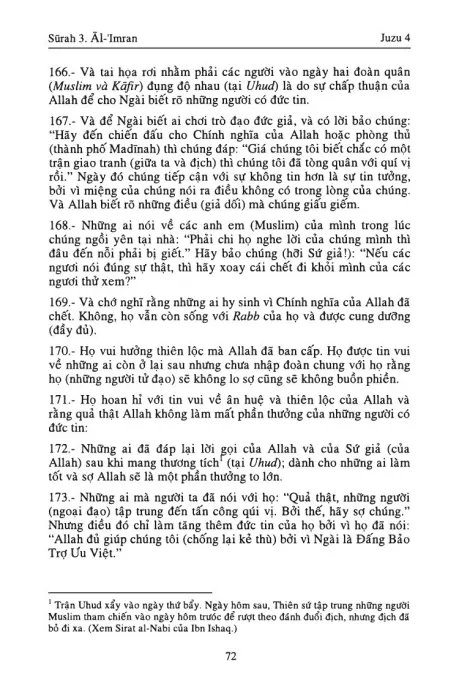 Sūrah 3. Āl-'Imran Juzu 4
166.- Và tai họa rơi nhằm phải các người vào ngày hai đoàn quân
(Muslim và Kāfir) đụng độ nhau (tại Uhud) là do sự chấp thuận của
Allah để cho Ngài biết rõ những người có đức tin.
167.- Và để Ngài biết ai chơi trò đạo đức giả, và có lời bảo chúng:
“Hãy đến chiến đấu cho Chính nghĩa của Allah hoặc phòng thủ
(thành phố Madīnah) thì chúng đáp: “Giá chúng tôi biết chắc có một
trận giao tranh (giữa ta và địch) thì chúng tôi đã tòng quân với quí vị
rồi.” Ngày đó chúng tiếp cận với sự không tin hơn là sự tin tưởng,
bởi vì miệng của chúng nói ra điều không có trong lòng của chúng.
Và Allah biết rõ những điều (giả dối) mà chúng giấu giếm.
168.- Những ai nói về các anh em (Muslim) của mình trong lúc
chúng ngồi yên tại nhà: “Phải chi họ nghe lời của chúng mình thì
đâu đến nỗi phải bị giết.” Hãy bảo chúng (hỡi Sứ giả!): “Nếu các
ngươi nói đúng sự thật, thì hãy xoay cái chết đi khỏi mình của các
ngươi thử xem?”
169.- Và chớ nghĩ rằng những ai hy sinh vì Chính nghĩa của Allah đã
chết. Không, họ vẫn còn sống với Rabb của họ và được cung dưỡng
(đầy đủ).
170.- Họ vui hưởng thiên lộc mà Allah đã ban cấp. Họ được tin vui
về những ai còn ở lại sau nhưng chưa nhập đoàn chung với họ rằng
họ (những người tử đạo) sẽ không lo sợ cũng sẽ không buồn phiền.
171.- Họ hoan hỉ với tin vui về ân huệ và thiên lộc của Allah và
rằng quả thật Allah không làm mất phần thưởng của những người có
đức tin:
172.- Những ai đã đáp lại lời gọi của Allah và của Sứ giả (của
Allah) sau khi mang thương tích¹ (tại Uhud); dành cho những ai làm
tốt và sợ Allah sẽ là một phần thưởng to lớn.
173.- Những ai mà người ta đã nói với họ: “Quả thật, những người
(ngoại đạo) tập trung đến tấn công quí vị. Bởi thế, hãy sợ chúng.”
Nhưng điều đó chỉ làm tăng thêm đức tin của họ bởi vì họ đã nói:
“Allah đủ giúp chúng tôi (chống lại kẻ thù) bởi vì Ngài là Đấng Bảo
Trợ Ưu Việt.”
¹ Trận Uhud xẩy vào ngày thứ bẩy. Ngày hôm sau, Thiên sứ tập trung những người
Muslim tham chiến vào ngày hôm trước để rượt theo đánh đuổi địch, nhưng địch đã
bỏ đi xa. (Xem Sirat al-Nabi của Ibn Ishaq.)
72